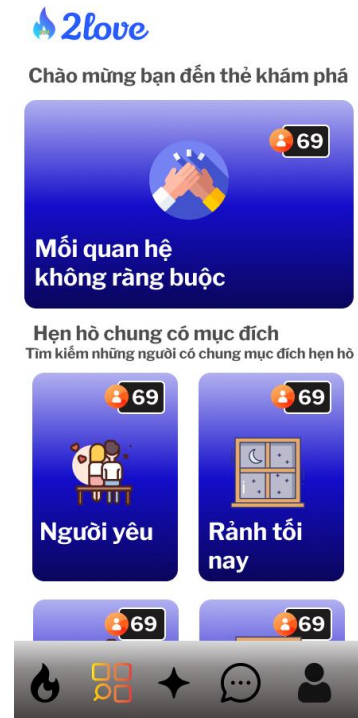 2love
Chào mừng bạn đến thẻ khám phá
69
Mối quan hệ
không ràng buộc
Hẹn hò chung có mục đích
Tìm kiếm những người có chung mục đích hẹn hò
69
69
Người yêu
Rảnh tối
nay
69
69